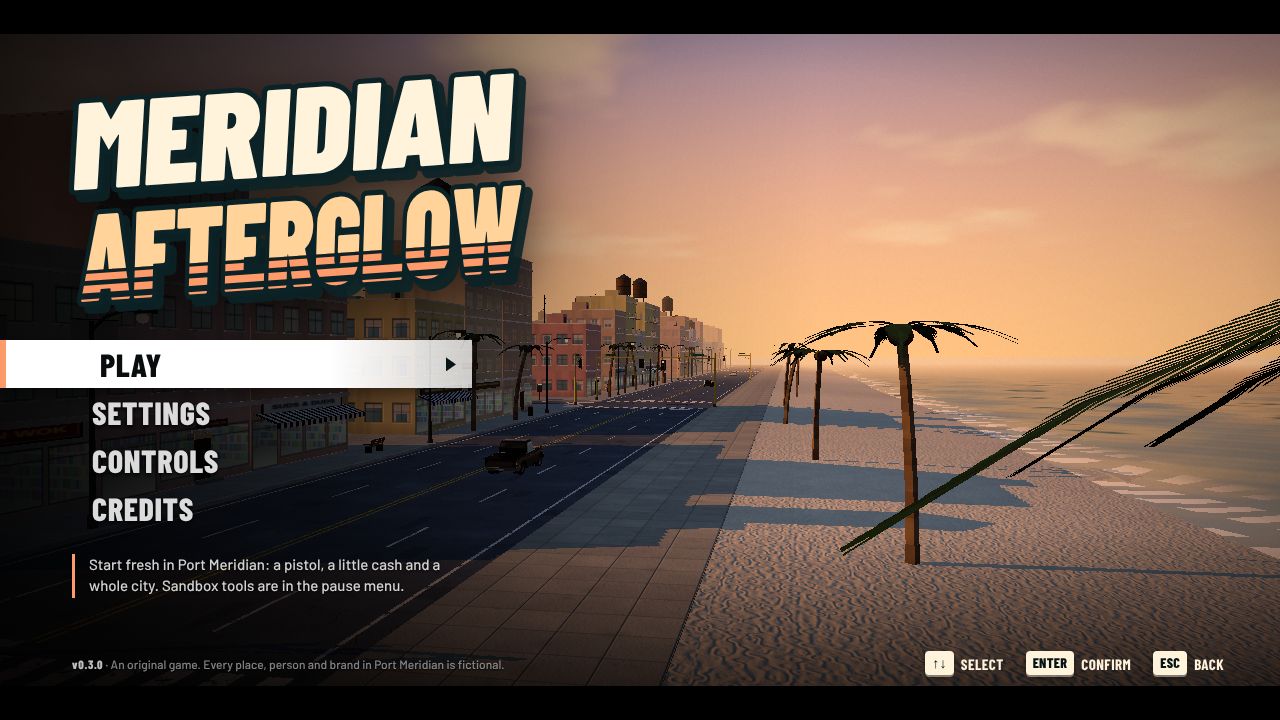 MERIDIAN
AFTERGLOW
PLAY
SETTINGS
CONTROLS
CREDITS
Start fresh in Port Meridian: a pistol, a little cash and a
whole city. Sandbox tools are in the pause menu.
v0.3.0 · An original game. Every place, person and brand in Port Meridian is fictional.
↑↓ SELECT ENTER CONFIRM ESC BACK